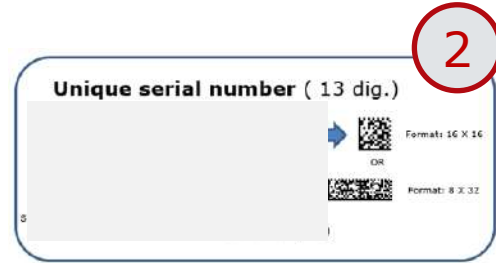 2
Unique serial number ( 13 dig.)
Format: 16 X 16
OR
Format: 8 X 32
S
)